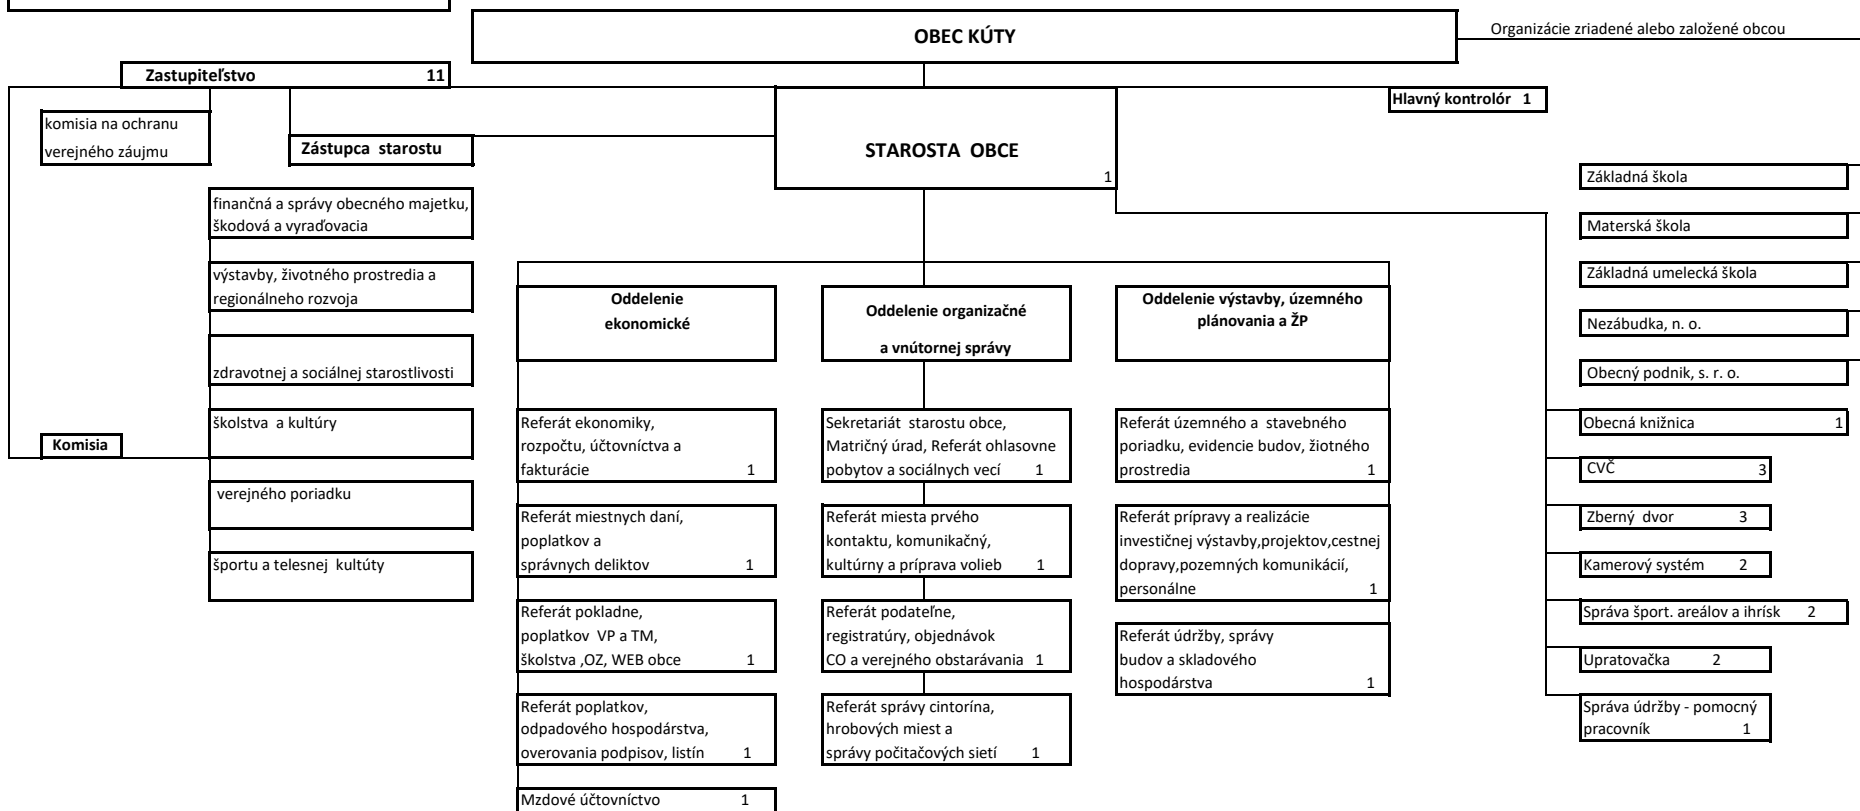 OBEC KÚTY
Organizácie zriadené alebo založené obcou
Zastupiteľstvo 11
Hlavný kontrolór 1
komisia na ochranu
verejného záujmu
Zástupca starostu
STAROSTA OBCE
1
finančná a správy obecného majetku,
škodová a vyraďovacia
výstavby, životného prostredia a
regionálneho rozvoja
zdravotnej a sociálnej starostlivosti
školstva a kultúry
Komisia
verejného poriadku
športu a telesnej kultúty
Oddelenie
ekonomické
Referát ekonomiky,
rozpočtu, účtovníctva a
fakturácie 1
Referát miestnych daní,
poplatkov a
správnych deliktov 1
Referát pokladne,
poplatkov VP a TM,
školstva ,OZ, WEB obce 1
Referát poplatkov,
odpadového hospodárstva,
overovania podpisov, listín 1
Mzdové účtovníctvo 1
Oddelenie organizačné
a vnútornej správy
Sekretariát starostu obce,
Matričný úrad, Referát ohlasovne
pobytov a sociálnych vecí 1
Referát miesta prvého
kontaktu, komunikačný,
kultúrny a príprava volieb 1
Referát podateľne,
registratúry, objednávok
CO a verejného obstarávania 1
Referát správy cintorína,
hrobových miest a
správy počitačových sietí 1
Oddelenie výstavby, územného
plánovania a ŽP
Referát územného a stavebného
poriadku, evidencie budov, žiotného
prostredia 1
Referát prípravy a realizácie
investičnej výstavby,projektov,cestnej
dopravy,pozemných komunikácií,
personálne 1
Referát údržby, správy
budov a skladového
hospodárstva 1
Základná škola
Materská škola
Základná umelecká škola
Nezábudka, n. o.
Obecný podnik, s. r. o.
Obecná knižnica 1
CVČ 3
Zberný dvor 3
Kamerový systém 2
Správa šport. areálov a ihrísk 2
Upratovačka 2
Správa údržby - pomocný
pracovník 1